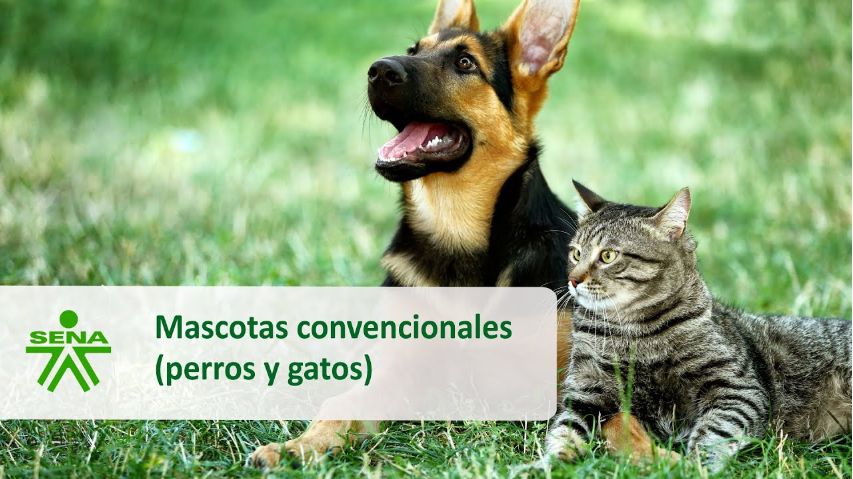 SENA
Mascotas convencionales
(perros y gatos)